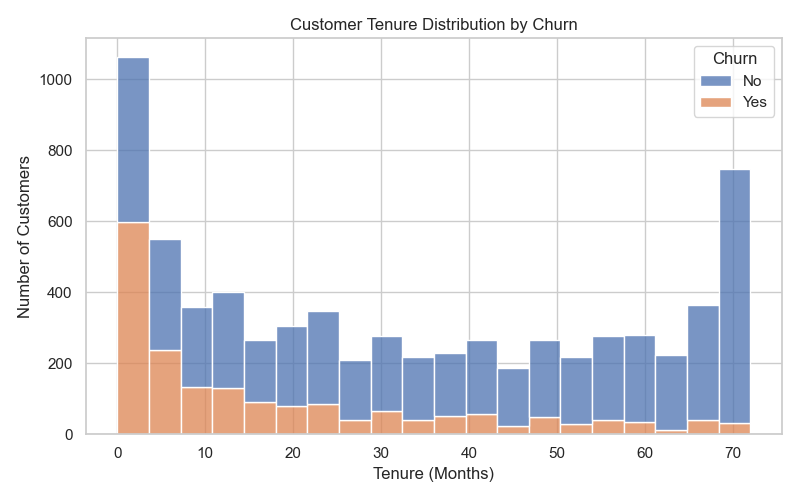 Customer Tenure Distribution by Churn
Churn
No
Yes
Number of Customers
1000
800
600
400
200
0
0 10 20 30 40 50 60 70
Tenure (Months)